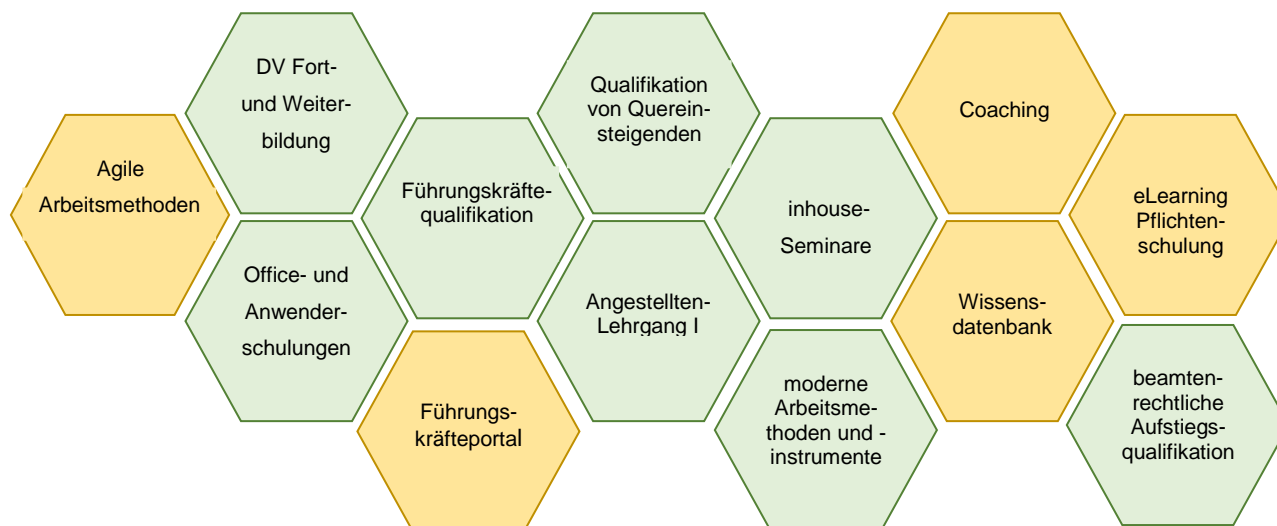 DV Fort-
und Weiter-
bildung
Qualifikation
von Querein-
steigenden
Coaching
Agile
Arbeitsmethoden
Führungskräfte-
qualifikation
inhouse-
Seminare
eLearning
Pflichten-
schulung
Office- und
Anwender-
schulungen
Angestellten-
Lehrgang I
Wissens-
datenbank
Führungs-
kräfteportal
moderne
Arbeitsme-
thoden und -
instrumente
beamten-
rechtliche
Aufstiegs-
qualifikation